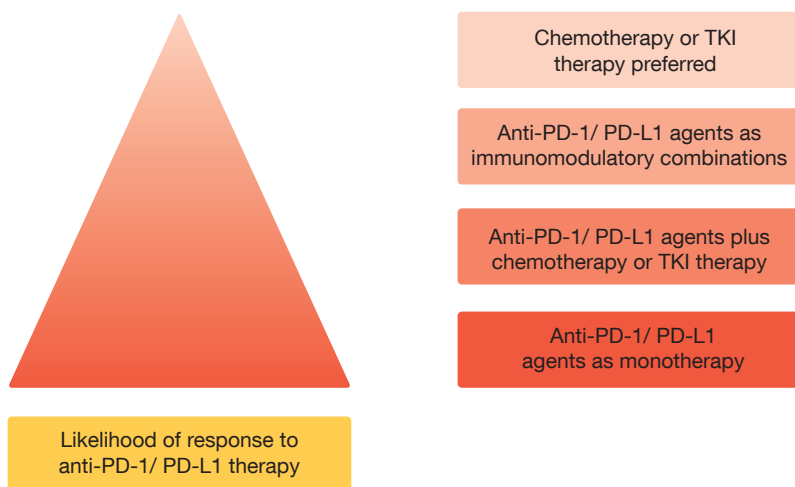 Chemotherapy or TKI
therapy preferred
Anti-PD-1/ PD-L1 agents as
immunomodulatory combinations
Anti-PD-1/ PD-L1 agents plus
chemotherapy or TKI therapy
Anti-PD-1/ PD-L1
agents as monotherapy
Likelihood of response to
anti-PD-1/ PD-L1 therapy